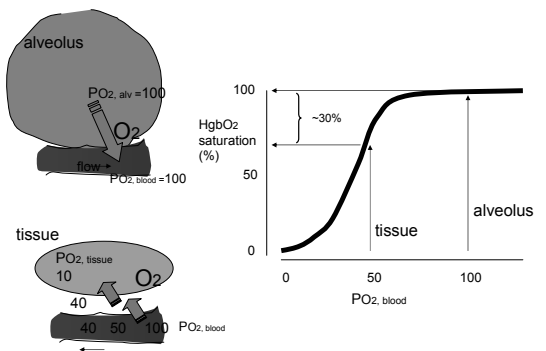 alveolus
PO2, alv =100
O2
flow
PO2, blood =100
tissue
PO2, tissue
10
O2
40
40 50 100 PO2, blood
100
HgbO2
saturation
(%)
50
0
~30%
tissue
alveolus
0 50 100
PO2, blood